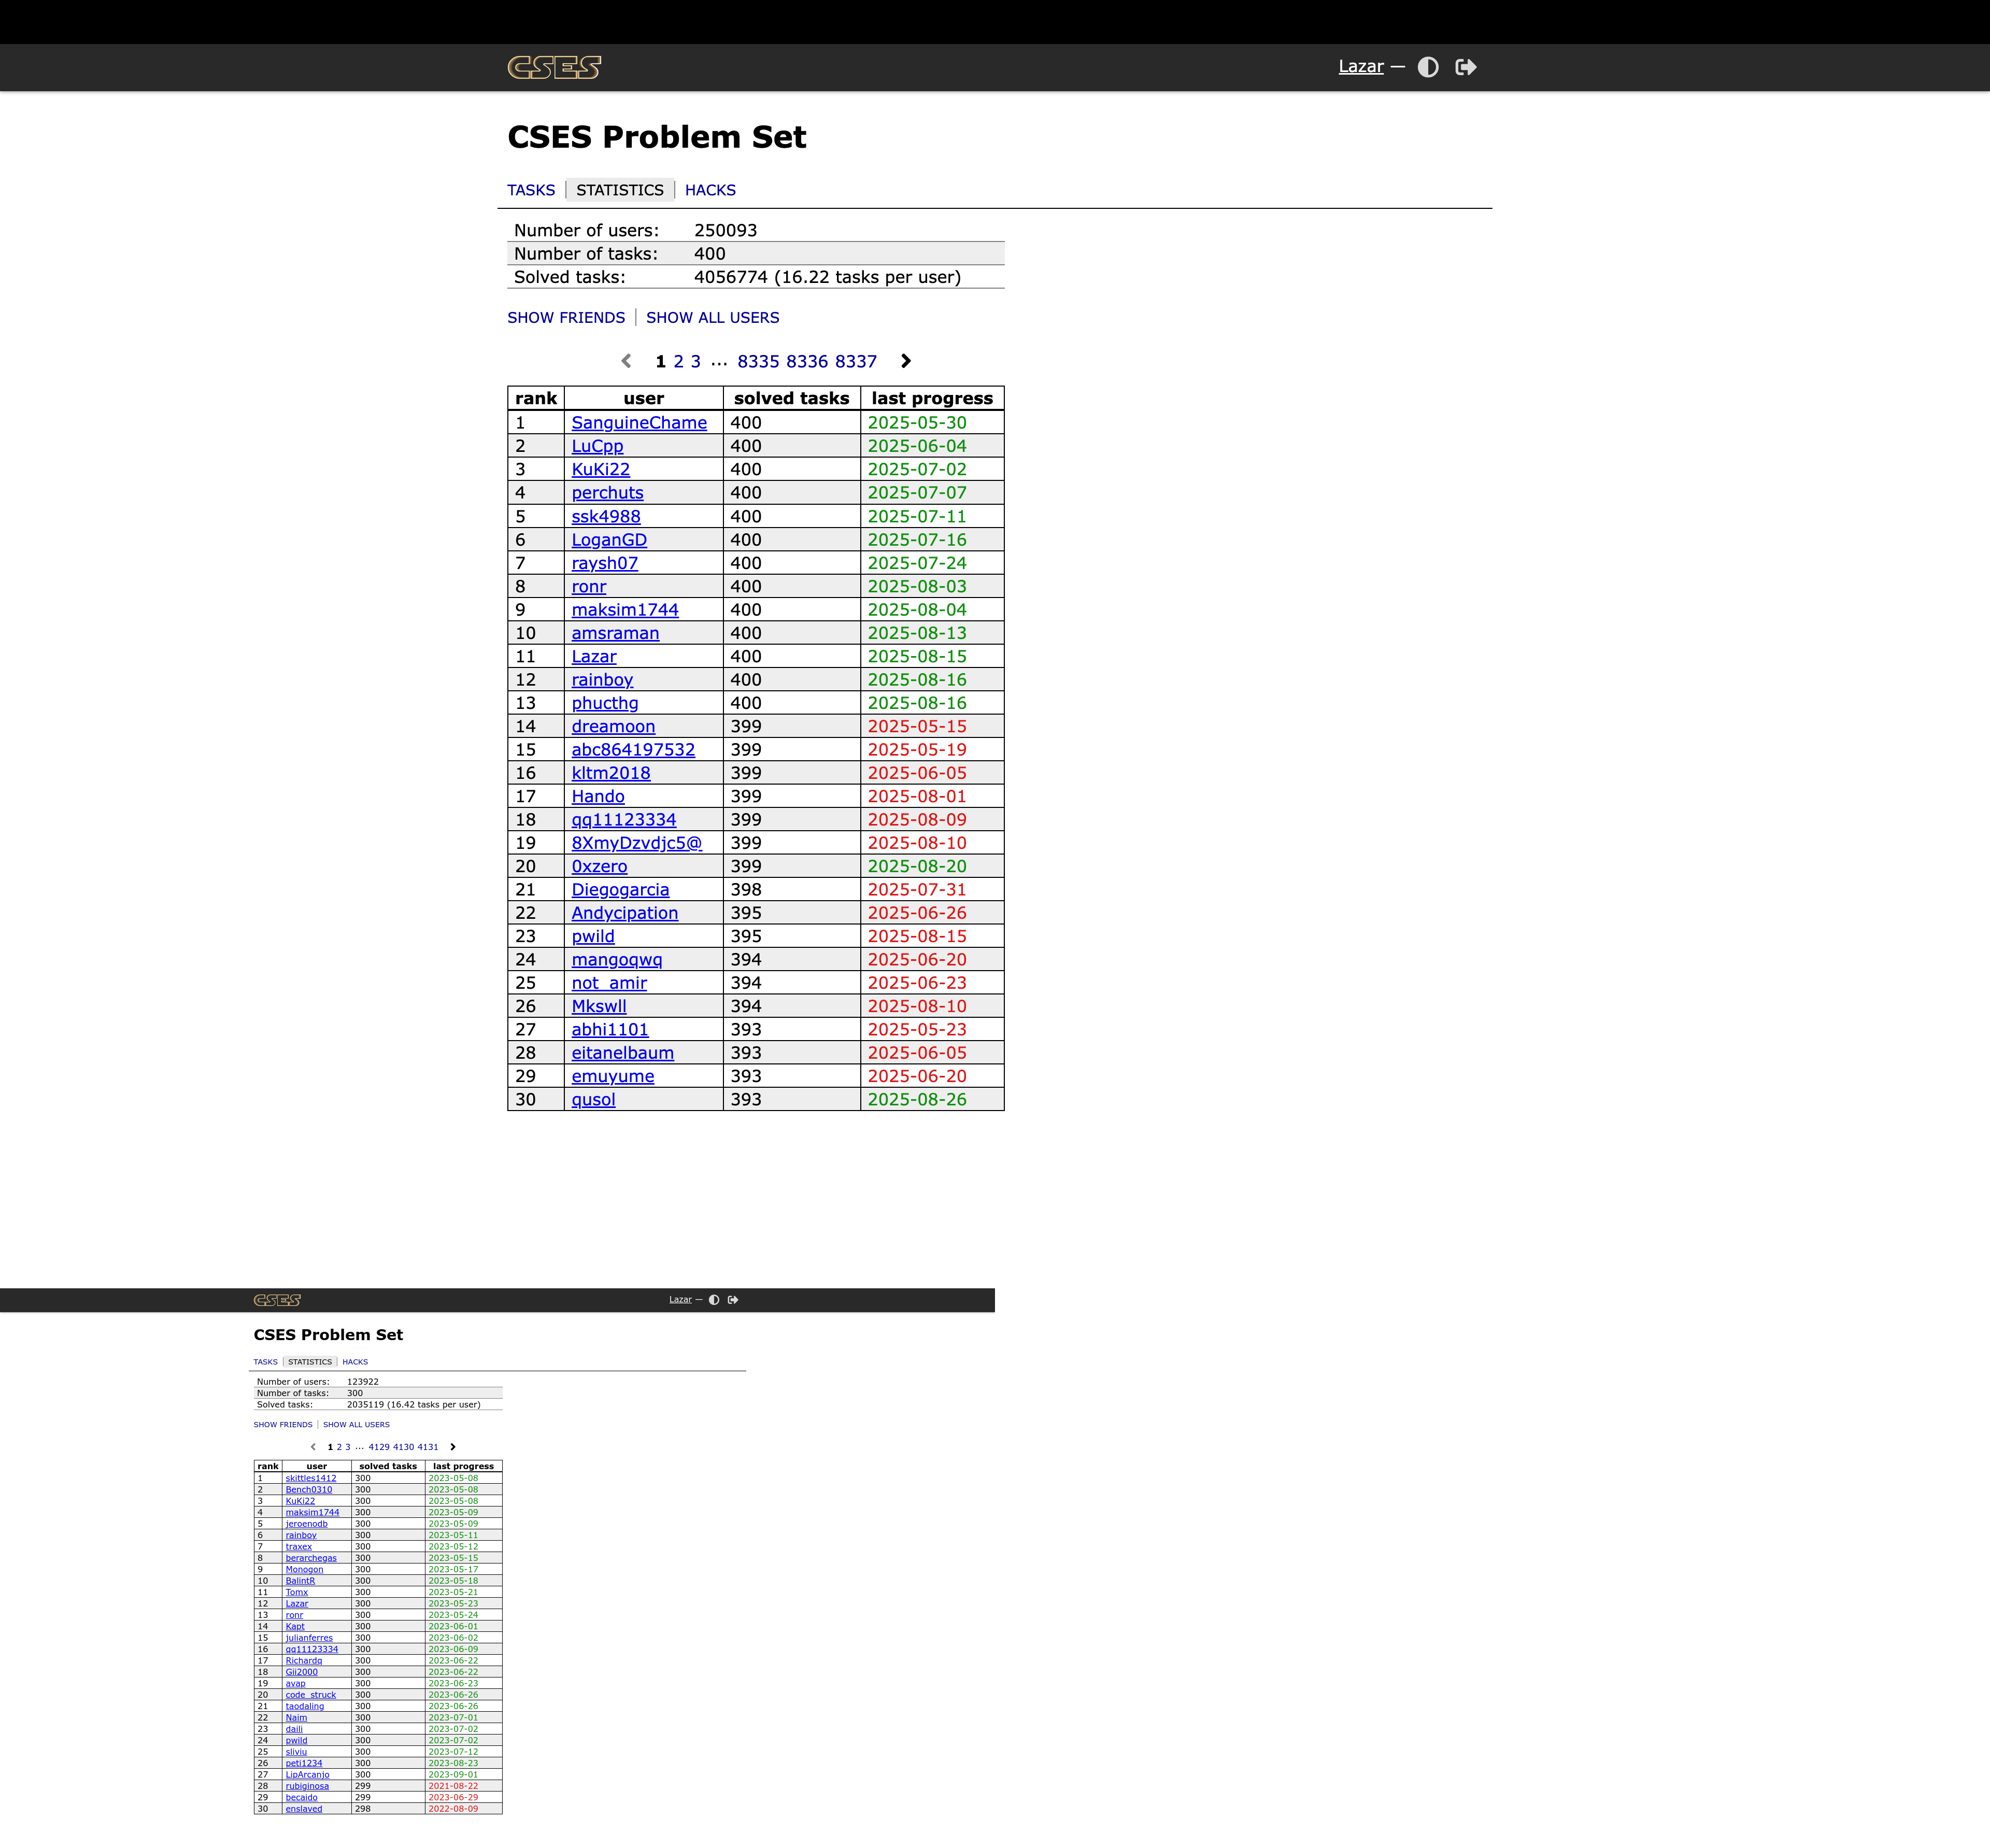 CSES
Lazar —
CSES Problem Set
TASKS | STATISTICS | HACKS
Number of users: 250093
Number of tasks: 400
Solved tasks: 4056774 (16.22 tasks per user)
SHOW FRIENDS | SHOW ALL USERS
1 2 3 ... 8335 8336 8337
rank user solved tasks last progress
1 SanguineChame 400 2025-05-30
2 LuCpp 400 2025-06-04
3 KuKi22 400 2025-07-02
4 perchuts 400 2025-07-07
5 ssk4988 400 2025-07-11
6 LoganGD 400 2025-07-16
7 raysh07 400 2025-07-24
8 ronr 400 2025-08-03
9 maksim1744 400 2025-08-04
10 amsraman 400 2025-08-13
11 Lazar 400 2025-08-15
12 rainboy 400 2025-08-16
13 phucthg 400 2025-08-16
14 dreamoon 399 2025-05-15
15 abc864197532 399 2025-05-19
16 kltm2018 399 2025-06-05
17 Hando 399 2025-08-01
18 qq11123334 399 2025-08-09
19 8XmyDzvdjc5@ 399 2025-08-10
20 0xzero 399 2025-08-20
21 Diegogarcia 398 2025-07-31
22 Andycipation 395 2025-06-26
23 pwild 395 2025-08-15
24 mangoqwq 394 2025-06-20
25 not_amir 394 2025-06-23
26 Mkswll 394 2025-08-10
27 abhi1101 393 2025-05-23
28 eitanelbaum 393 2025-06-05
29 emuyume 393 2025-06-20
30 qusol 393 2025-08-26
CSES
Lazar —
CSES Problem Set
TASKS | STATISTICS | HACKS
Number of users: 123922
Number of tasks: 300
Solved tasks: 2035119 (16.42 tasks per user)
SHOW FRIENDS | SHOW ALL USERS
1 2 3 ... 4129 4130 4131
rank user solved tasks last progress
1 skittles1412 300 2023-05-08
2 Bench0310 300 2023-05-08
3 KuKi22 300 2023-05-08
4 maksim1744 300 2023-05-09
5 jeroenodb 300 2023-05-09
6 rainboy 300 2023-05-11
7 traxex 300 2023-05-12
8 berarchegas 300 2023-05-15
9 Monogon 300 2023-05-17
10 BalintR 300 2023-05-18
11 Tomx 300 2023-05-21
12 Lazar 300 2023-05-23
13 ronr 300 2023-05-24
14 Kapt 300 2023-06-01
15 julianferres 300 2023-06-02
16 qq11123334 300 2023-06-09
17 Richardq 300 2023-06-22
18 Gii2000 300 2023-06-22
19 avap 300 2023-06-23
20 code_struck 300 2023-06-26
21 taodaling 300 2023-06-26
22 Naim 300 2023-07-01
23 daili 300 2023-07-02
24 pwild 300 2023-07-02
25 sliviu 300 2023-07-12
26 peti1234 300 2023-08-23
27 LipArcanjo 300 2023-09-01
28 rubiginosa 299 2021-08-22
29 becaido 299 2023-06-29
30 enslaved 298 2022-08-09